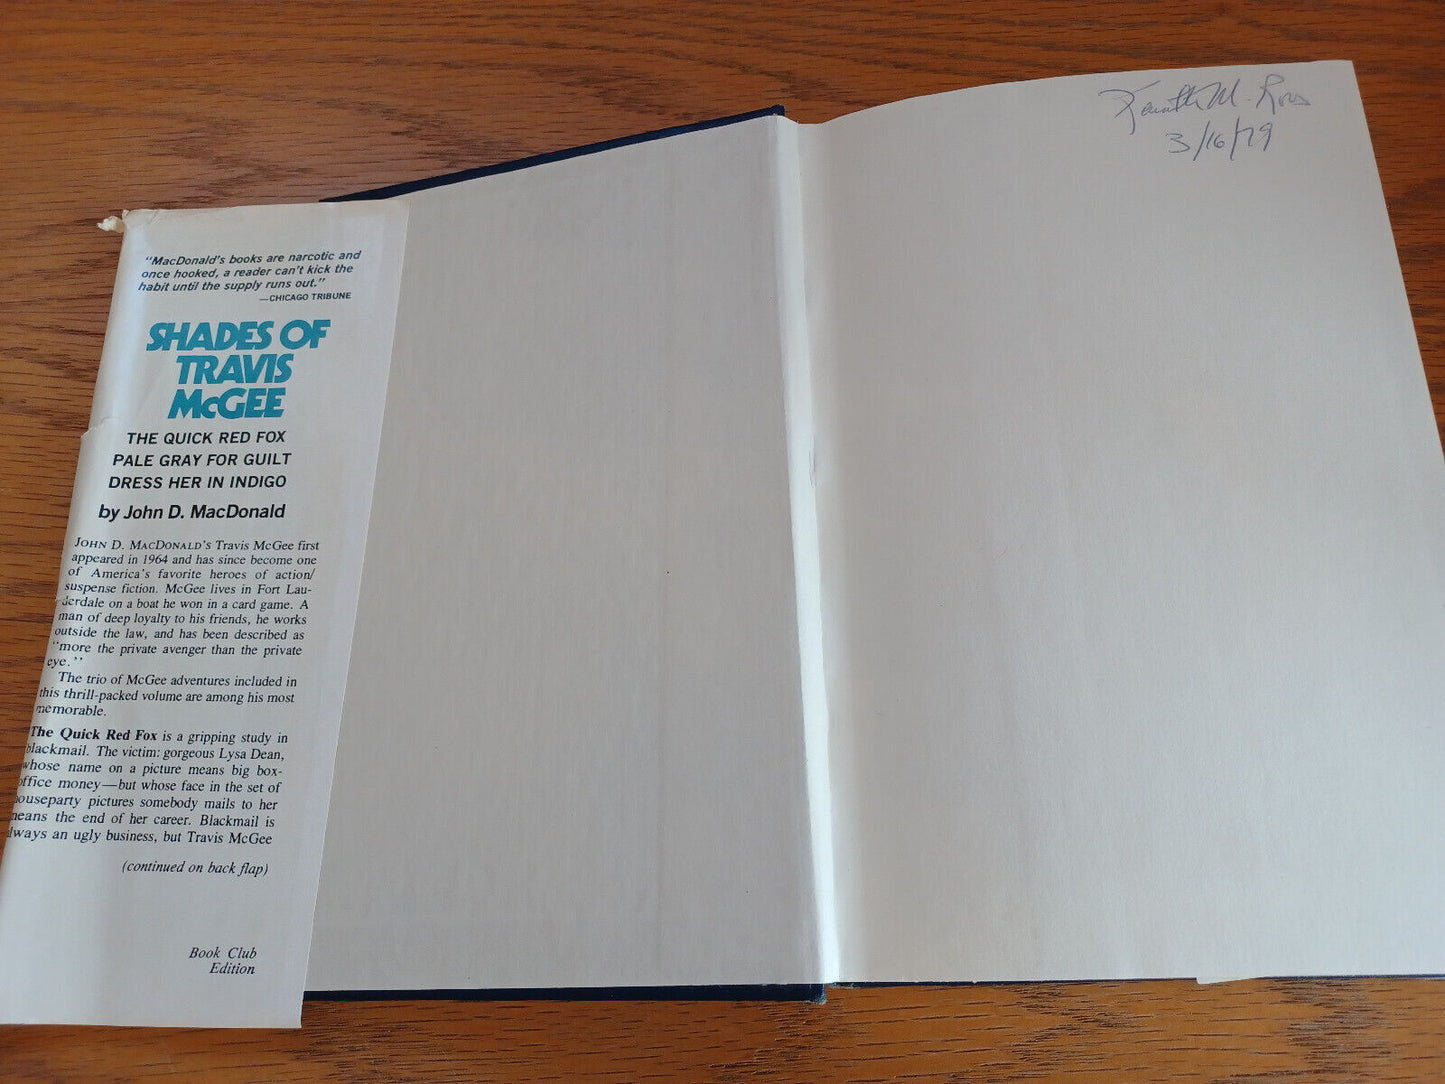 "MacDonald's books are narcotic and
once hooked, a reader can't kick the
habit until the supply runs out."
—CHICAGO TRIBUNE
SHADES OF
TRAVIS
McGEE
THE QUICK RED FOX
PALE GRAY FOR GUILT
DRESS HER IN INDIGO
by John D. MacDonald
JOHN D. MACDONALD'S Travis McGee first
appeared in 1964 and has since become one
of America's favorite heroes of action/
suspense fiction. McGee lives in Fort Lau-
derdale on a boat he won in a card game. A
man of deep loyalty to his friends, he works
outside the law, and has been described as
"more the private avenger than the private
eye."
The trio of McGee adventures included in
this thrill-packed volume are among his most
memorable.
The Quick Red Fox is a gripping study in
blackmail. The victim: gorgeous Lysa Dean,
whose name on a picture means big box-
office money—but whose face in the set of
houseparty pictures somebody mails to her
means the end of her career. Blackmail is
always an ugly business, but Travis McGee
(continued on back flap)
Book Club
Edition
Kenneth M. Ross
3/16/79